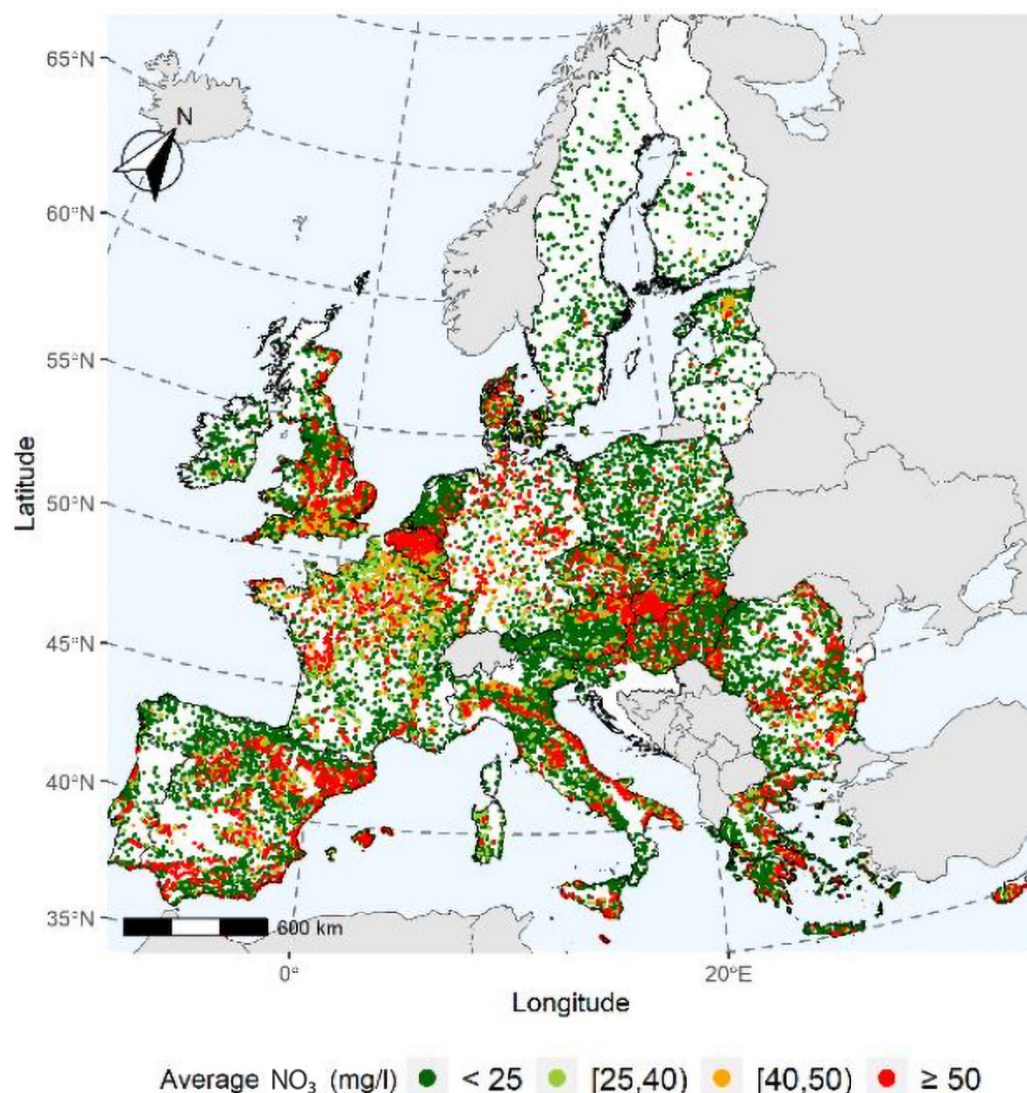 65°N
N
60°N
55°N
50°N
45°N
40°N
35°N
600 km
0°
20°E
Latitude
Longitude
Average NO₃ (mg/l) < 25 [25,40) [40,50) ≥ 50